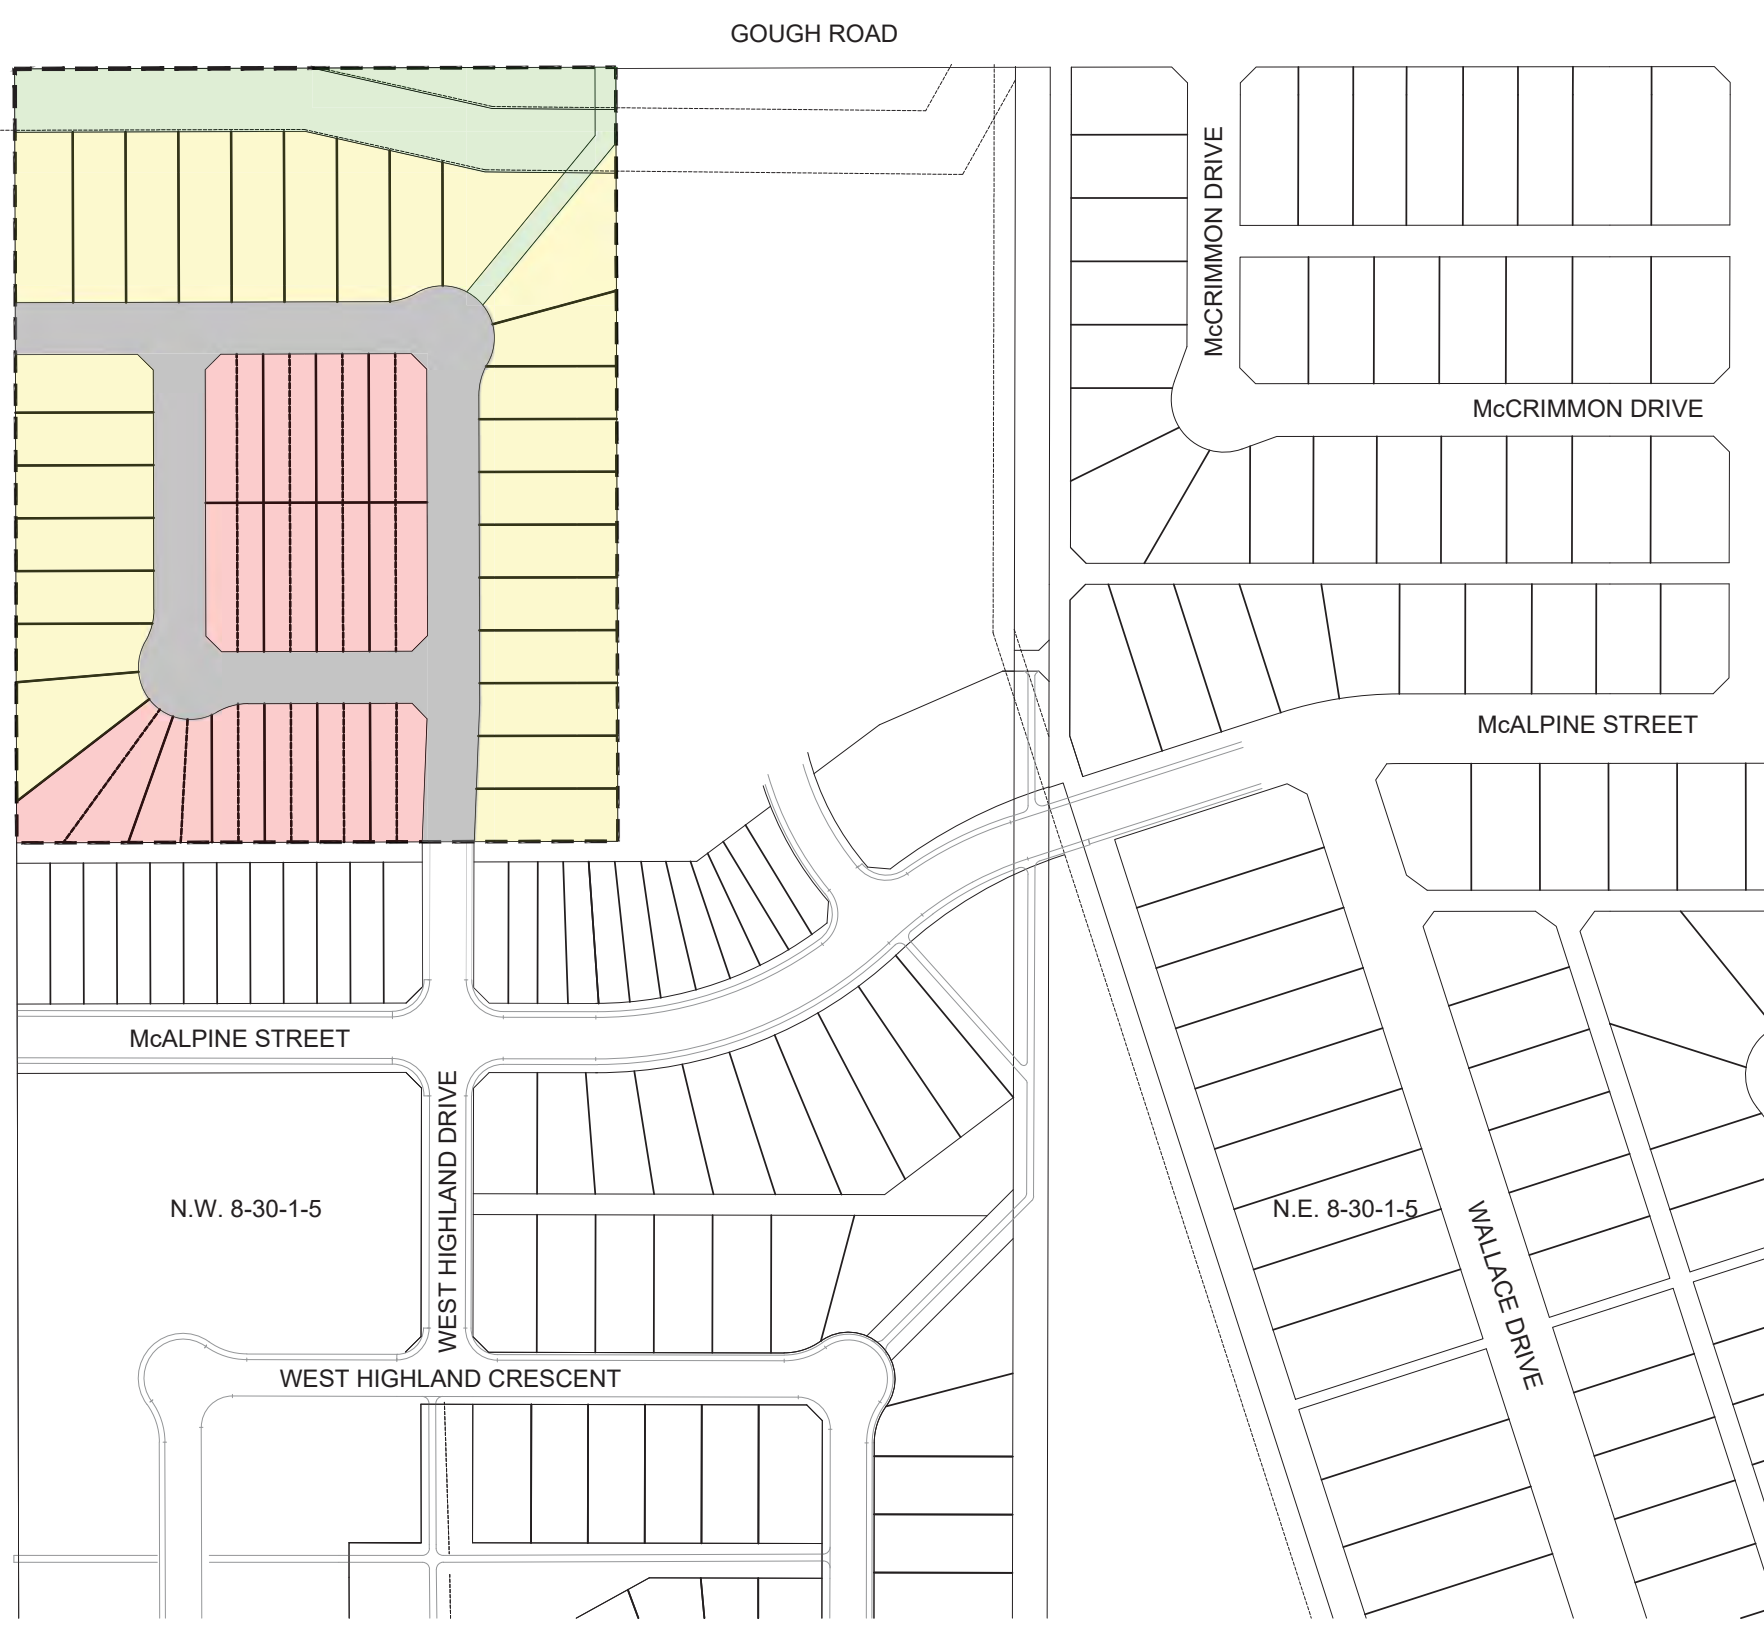 GOUGH ROAD
McCRIMMON DRIVE
McCRIMMON DRIVE
McALPINE STREET
McALPINE STREET
WEST HIGHLAND DRIVE
N.W. 8-30-1-5
N.E. 8-30-1-5
WALLACE DRIVE
WEST HIGHLAND CRESCENT